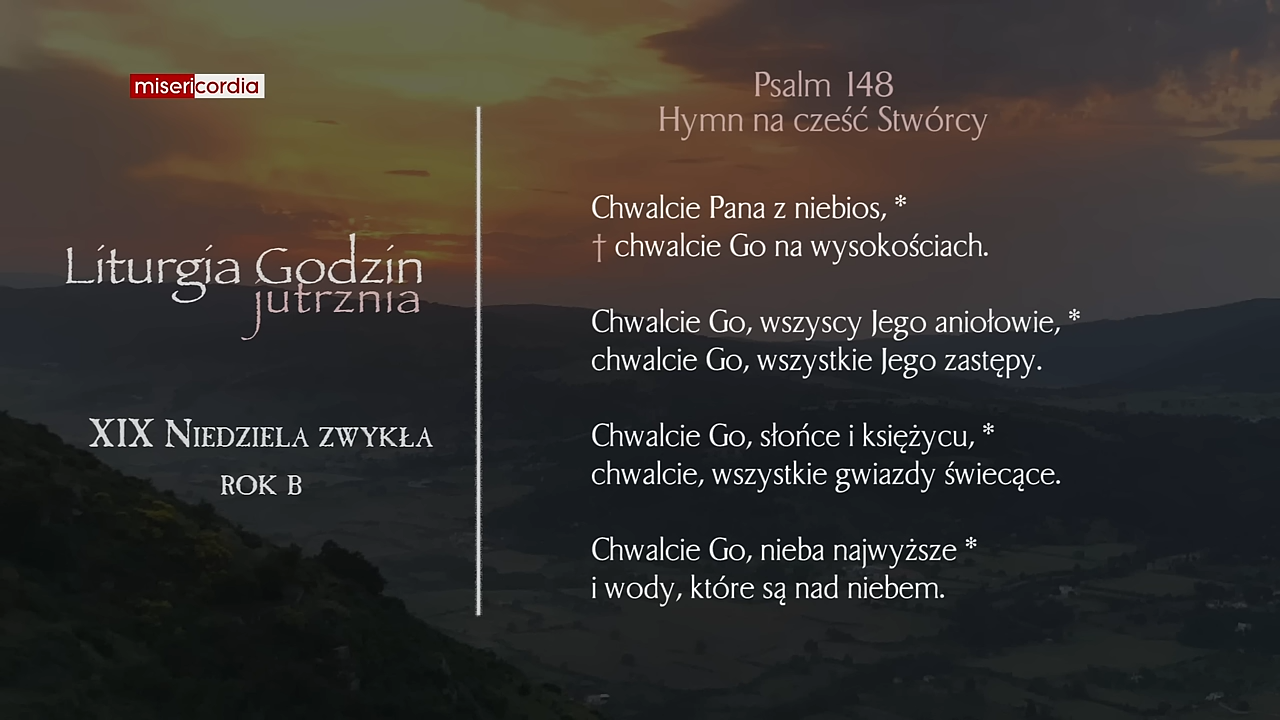 misericordia
Liturgia Godzin
jutrznia
XIX Niedziela zwykła
rok B
Psalm 148
Hymn na cześć Stwórcy
Chwalcie Pana z niebios, *
† chwalcie Go na wysokościach.
Chwalcie Go, wszyscy Jego aniołowie, *
chwalcie Go, wszystkie Jego zastępy.
Chwalcie Go, słońce i księżycu, *
chwalcie, wszystkie gwiazdy świecące.
Chwalcie Go, nieba najwyższe *
i wody, które są nad niebem.